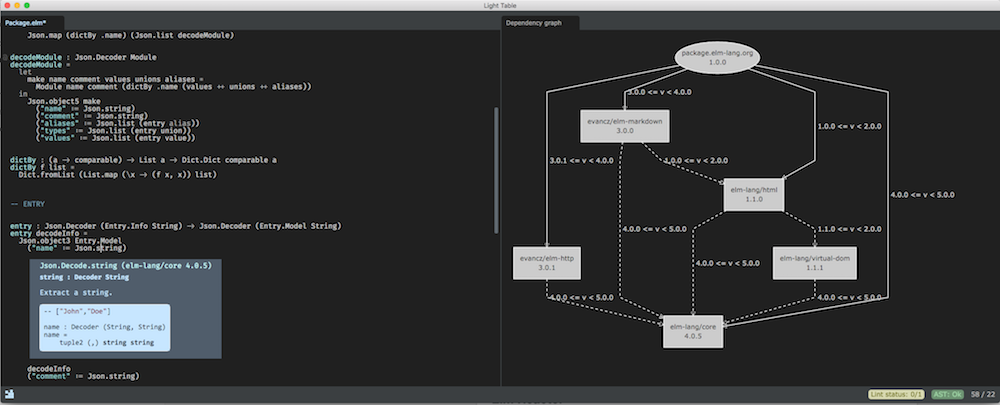 Light Table
Package.elm*
Json.map (dictBy .name) (Json.list decodeModule)
decodeModule : Json.Decoder Module
decodeModule =
let
make name comment values unions aliases =
Module name comment (dictBy .name (values ++ unions ++ aliases))
in
Json.object5 make
("name" := Json.string)
("comment" := Json.string)
("aliases" := Json.list (entry alias))
("types" := Json.list (entry union))
("values" := Json.list (entry value))
dictBy : (a → comparable) → List a → Dict.Dict comparable a
dictBy f list =
Dict.fromList (List.map (\x → (f x, x)) list)
-- ENTRY
entry : Json.Decoder (Entry.Info String) → Json.Decoder (Entry.Model String)
entry decodeInfo =
Json.object3 Entry.Model
("name" := Json.string)
Json.Decode.string (elm-lang/core 4.0.5)
string : Decoder String
Extract a string.
-- ["John","Doe"]
name : Decoder (String, String)
name =
tuple2 (,) string string
decodeInfo
("comment" := Json.string)
Dependency graph
package.elm-lang.org
1.0.0
3.0.0 <= v < 4.0.0
evancz/elm-markdown
3.0.0
1.0.0 <= v < 2.0.0
3.0.1 <= v < 4.0.0
1.0.0 <= v < 2.0.0
elm-lang/html
1.1.0
4.0.0 <= v < 5.0.0
4.0.0 <= v < 5.0.0
1.1.0 <= v < 2.0.0
evancz/elm-http
3.0.1
4.0.0 <= v < 5.0.0
elm-lang/virtual-dom
1.1.1
4.0.0 <= v < 5.0.0
4.0.0 <= v < 5.0.0
elm-lang/core
4.0.5
Lint status: 0/1
AST: Ok
58 / 22